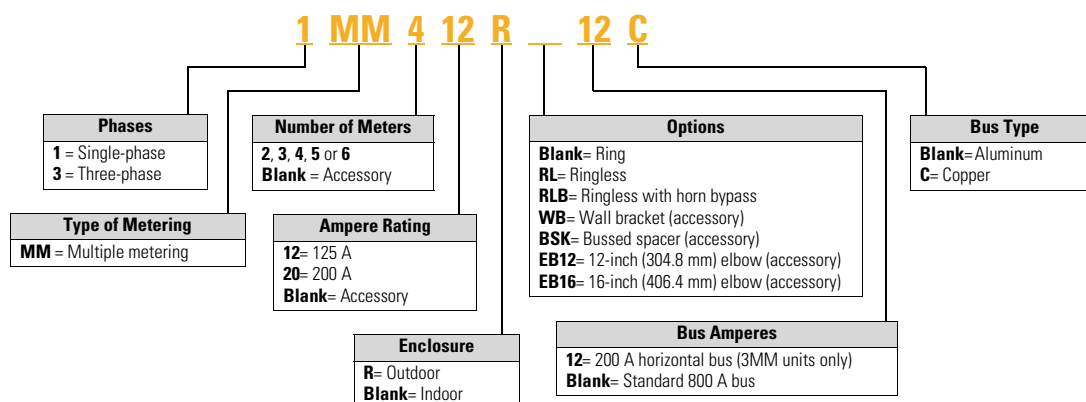 1 MM 4 12 R __ 12 C
Phases
1 = Single-phase
3 = Three-phase
Number of Meters
2, 3, 4, 5 or 6
Blank = Accessory
Options
Blank= Ring
RL= Ringless
RLB= Ringless with horn bypass
WB= Wall bracket (accessory)
BSK= Bussed spacer (accessory)
EB12= 12-inch (304.8 mm) elbow (accessory)
EB16= 16-inch (406.4 mm) elbow (accessory)
Bus Type
Blank=Aluminum
C= Copper
Type of Metering
MM = Multiple metering
Ampere Rating
12= 125 A
20= 200 A
Blank= Accessory
Enclosure
R= Outdoor
Blank= Indoor
Bus Amperes
12= 200 A horizontal bus (3MM units only)
Blank= Standard 800 A bus